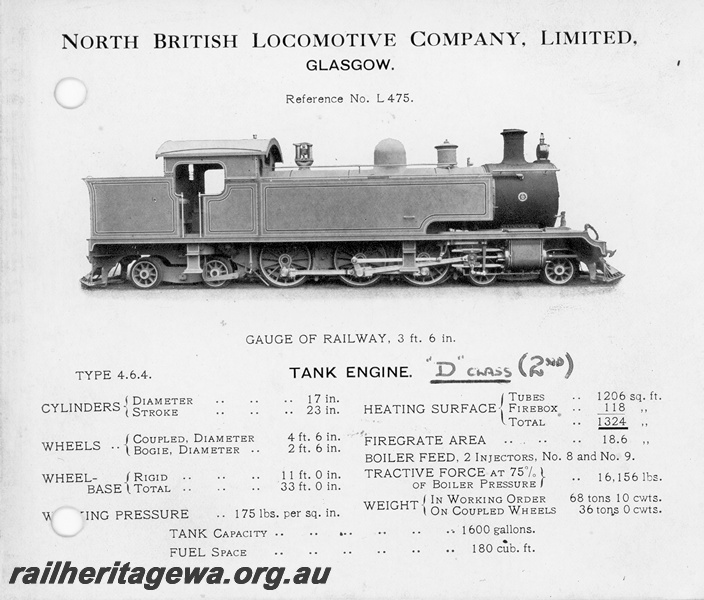 NORTH BRITISH LOCOMOTIVE COMPANY, LIMITED,
GLASGOW.
Reference No. L 475.
GAUGE OF RAILWAY, 3 ft. 6 in.
TYPE 4.6.4. TANK ENGINE. "D" CLASS (2ND)
CYLINDERS { DIAMETER .. .. .. 17 in.
STROKE .. .. .. 23 in.
WHEELS .. { COUPLED, DIAMETER 4 ft. 6 in.
BOGIE, DIAMETER .. 2 ft. 6 in.
WHEEL-BASE { RIGID .. .. .. 11 ft. 0 in.
TOTAL .. .. .. 33 ft. 0 in.
W KING PRESSURE .. 175 lbs. per sq. in.
HEATING SURFACE { TUBES .. 1206 sq. ft.
FIREBOX .. 118 ,,
TOTAL .. 1324 ,,
FIREGRATE AREA .. .. .. 18.6 ,,
BOILER FEED, 2 INJECTORS, No. 8 and No. 9.
TRACTIVE FORCE AT 75% OF BOILER PRESSURE } .. 16,156 lbs.
WEIGHT { IN WORKING ORDER 68 tons 10 cwts.
ON COUPLED WHEELS 36 tons 0 cwts.
TANK CAPACITY .. .. .. .. .. 1600 gallons.
FUEL SPACE .. .. .. .. .. 180 cub. ft.
railheritagewa.org.au